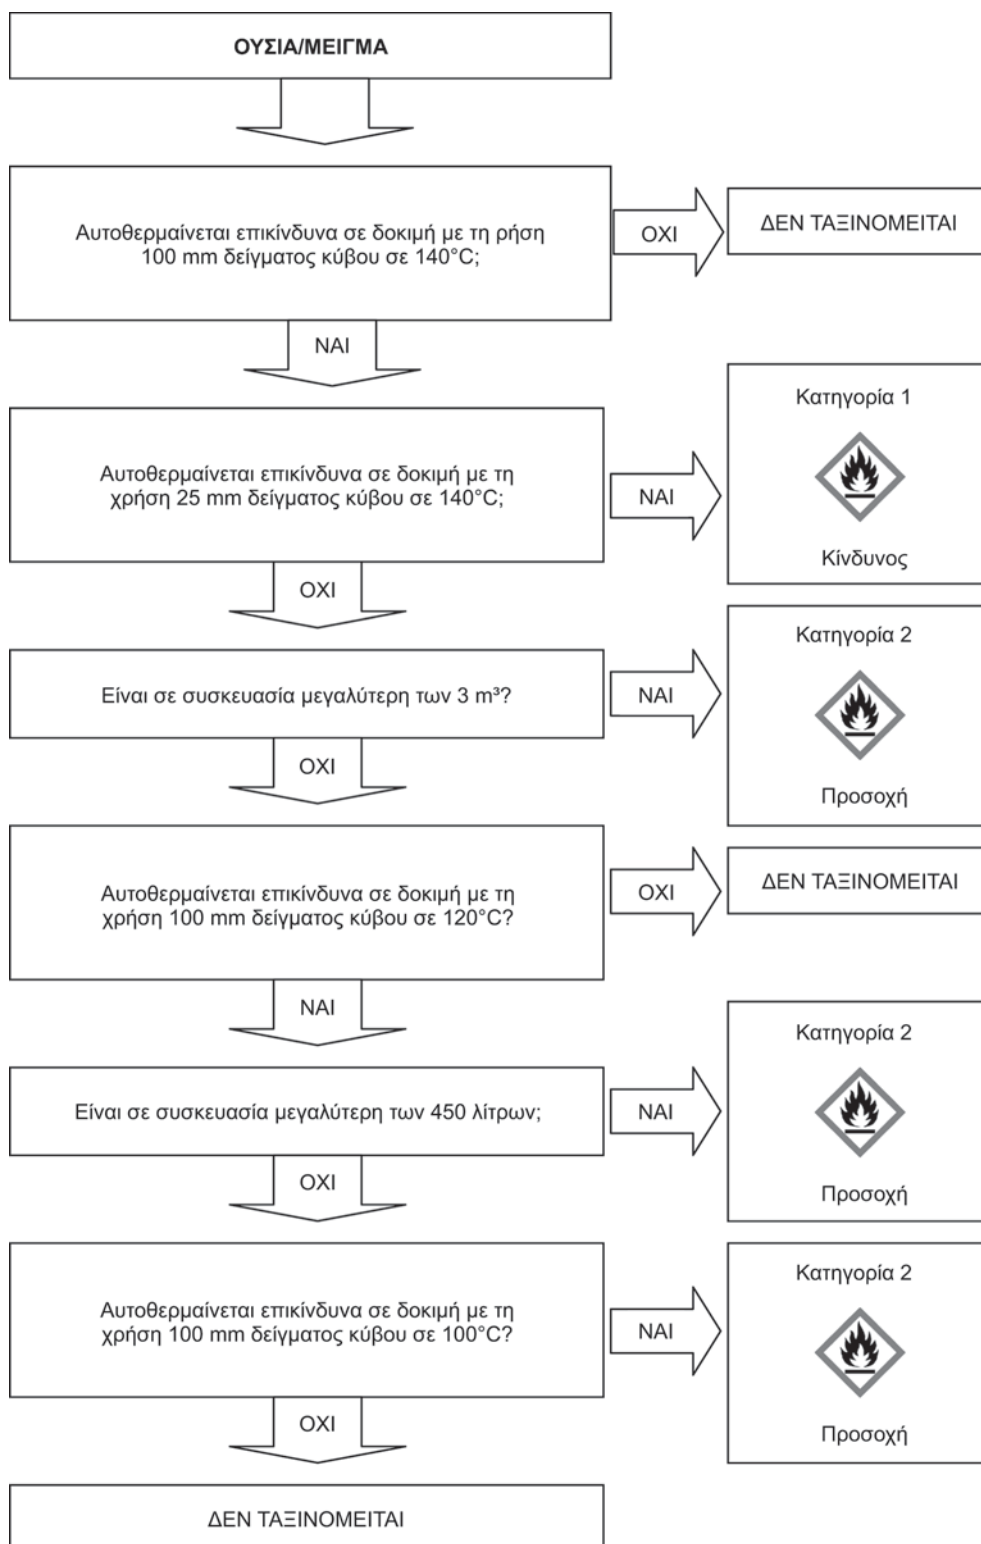 ΟΥΣΙΑ/ΜΕΙΓΜΑ
Αυτοθερμαίνεται επικίνδυνα σε δοκιμή με τη ρήση
100 mm δείγματος κύβου σε 140°C;
ΟΧΙ
ΔΕΝ ΤΑΞΙΝΟΜΕΙΤΑΙ
ΝΑΙ
Αυτοθερμαίνεται επικίνδυνα σε δοκιμή με τη
χρήση 25 mm δείγματος κύβου σε 140°C;
ΝΑΙ
Κατηγορία 1
Κίνδυνος
ΟΧΙ
Είναι σε συσκευασία μεγαλύτερη των 3 m³?
ΝΑΙ
Κατηγορία 2
Προσοχή
ΟΧΙ
Αυτοθερμαίνεται επικίνδυνα σε δοκιμή με τη
χρήση 100 mm δείγματος κύβου σε 120°C?
ΟΧΙ
ΔΕΝ ΤΑΞΙΝΟΜΕΙΤΑΙ
ΝΑΙ
Είναι σε συσκευασία μεγαλύτερη των 450 λίτρων;
ΝΑΙ
Κατηγορία 2
Προσοχή
ΟΧΙ
Αυτοθερμαίνεται επικίνδυνα σε δοκιμή με τη
χρήση 100 mm δείγματος κύβου σε 100°C?
ΝΑΙ
Κατηγορία 2
Προσοχή
ΟΧΙ
ΔΕΝ ΤΑΞΙΝΟΜΕΙΤΑΙ